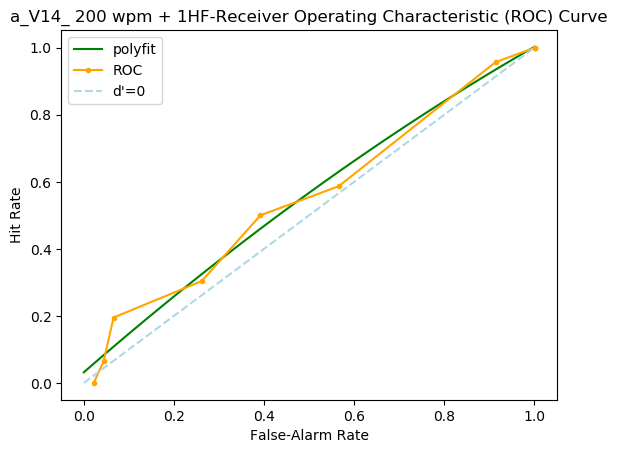 a_V14_ 200 wpm + 1HF-Receiver Operating Characteristic (ROC) Curve
polyfit
ROC
d'=0
1.0
0.8
0.6
0.4
0.2
0.0
Hit Rate
0.0 0.2 0.4 0.6 0.8 1.0
False-Alarm Rate